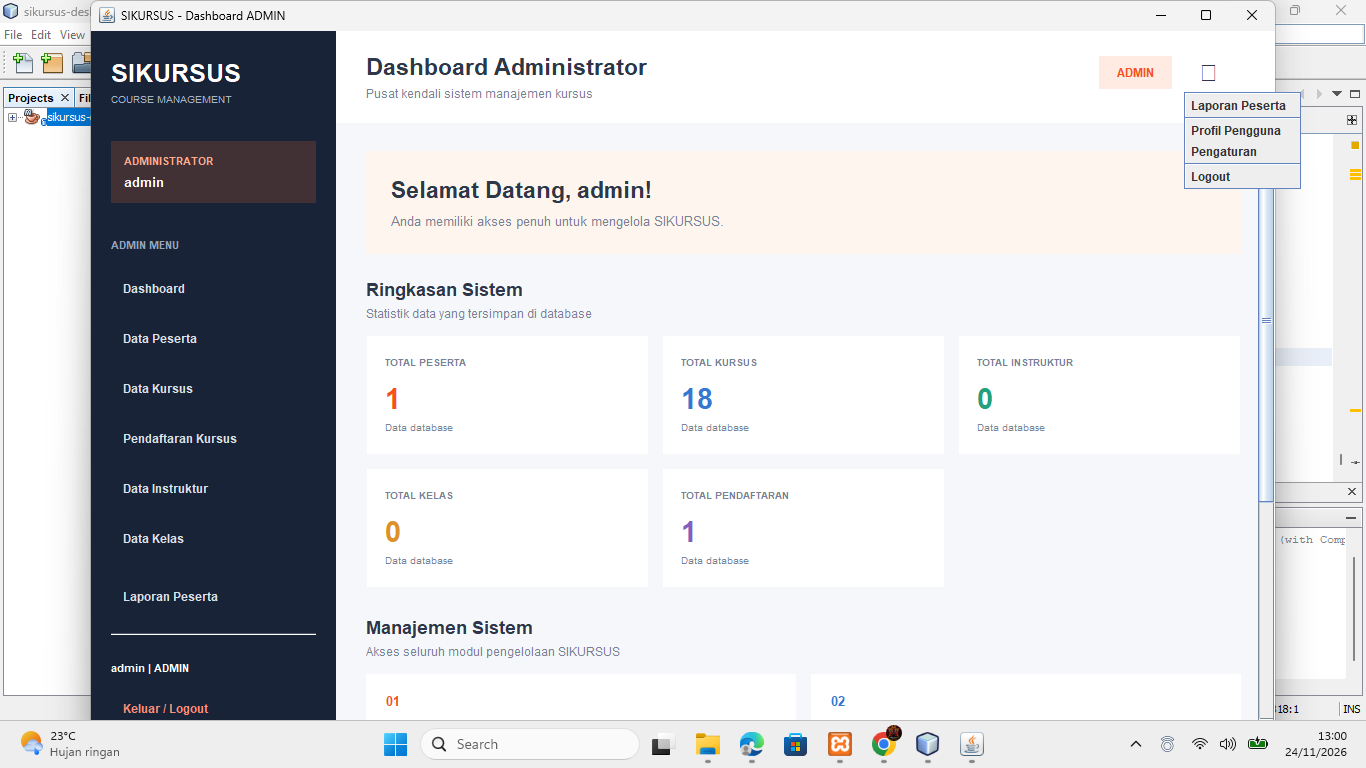 sikursus-des
SIKURSUS - Dashboard ADMIN
File Edit View
Projects
Fil
sikursus-
SIKURSUS
COURSE MANAGEMENT
ADMINISTRATOR
admin
ADMIN MENU
Dashboard
Data Peserta
Data Kursus
Pendaftaran Kursus
Data Instruktur
Data Kelas
Laporan Peserta
admin | ADMIN
Keluar / Logout
Dashboard Administrator
Pusat kendali sistem manajemen kursus
ADMIN
Laporan Peserta
Profil Pengguna
Pengaturan
Logout
Selamat Datang, admin!
Anda memiliki akses penuh untuk mengelola SIKURSUS.
Ringkasan Sistem
Statistik data yang tersimpan di database
TOTAL PESERTA
1
Data database
TOTAL KURSUS
18
Data database
TOTAL INSTRUKTUR
0
Data database
TOTAL KELAS
0
Data database
TOTAL PENDAFTARAN
1
Data database
Manajemen Sistem
Akses seluruh modul pengelolaan SIKURSUS
01
02
(with Comp
18:1
INS
23°C
Hujan ringan
Search
13:00
24/11/2026